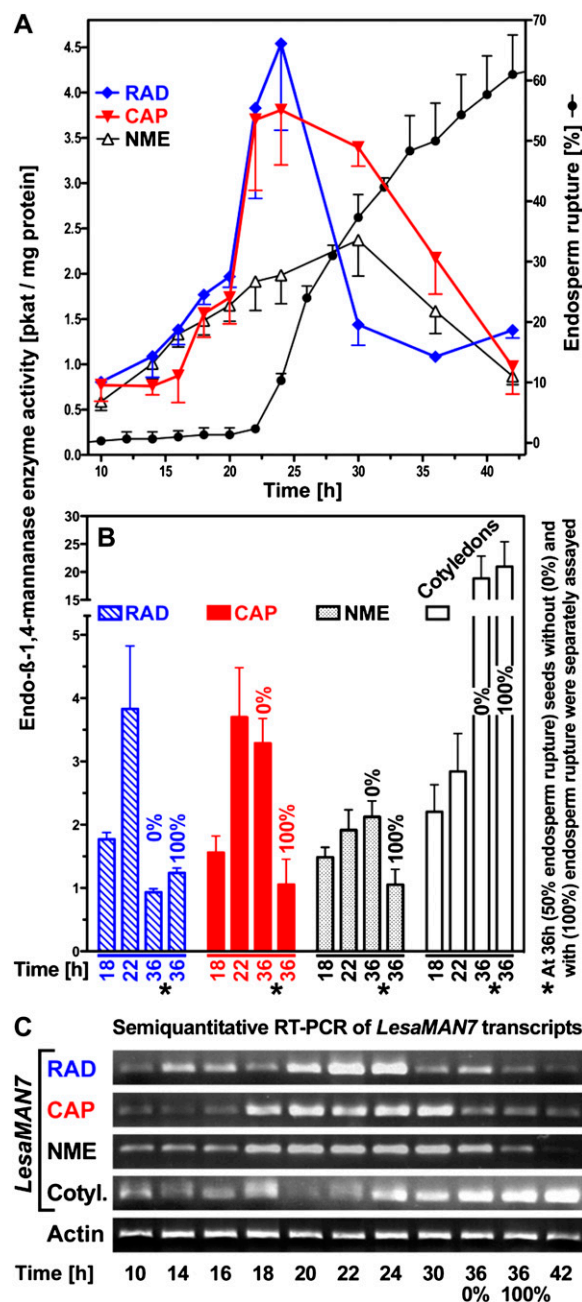 A
RAD
CAP
NME
4.5
4.0
3.5
3.0
2.5
2.0
1.5
1.0
0.5
0.0
70
60
50
40
30
20
10
0
10 15 20 25 30 35 40
Time [h]
Endo-ß-1,4-mannanase enzyme activity [pkat / mg protein]
Endosperm rupture [%]
B
30
25
20
15
10
5
4
3
2
1
0
RAD CAP NME Cotyledons
0% 100%
0% 100%
0% 100%
0% 100%
Time [h] 18 22 36 36 18 22 36 36 18 22 36 36 18 22 36 36
* * * *
* At 36h (50% endosperm rupture) seeds without (0%) and
with (100%) endosperm rupture were separately assayed
C
Semiquantitative RT-PCR of LesaMAN7 transcripts
LesaMAN7
RAD
CAP
NME
Cotyl.
Actin
Time [h] 10 14 16 18 20 22 24 30 36 36 42
0% 100%